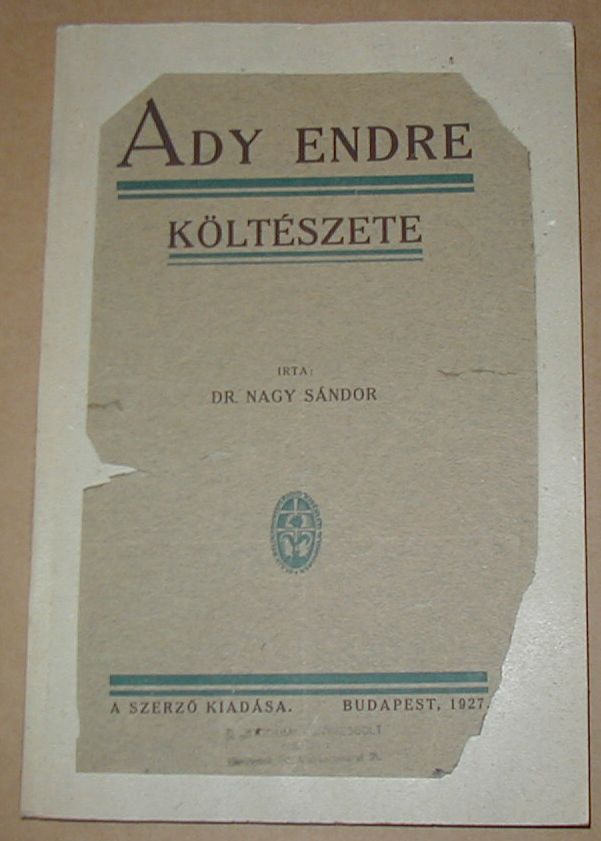 ADY ENDRE
KÖLTÉSZETE
IRTA:
DR. NAGY SÁNDOR
A SZERZŐ KIADÁSA. BUDAPEST, 1927.